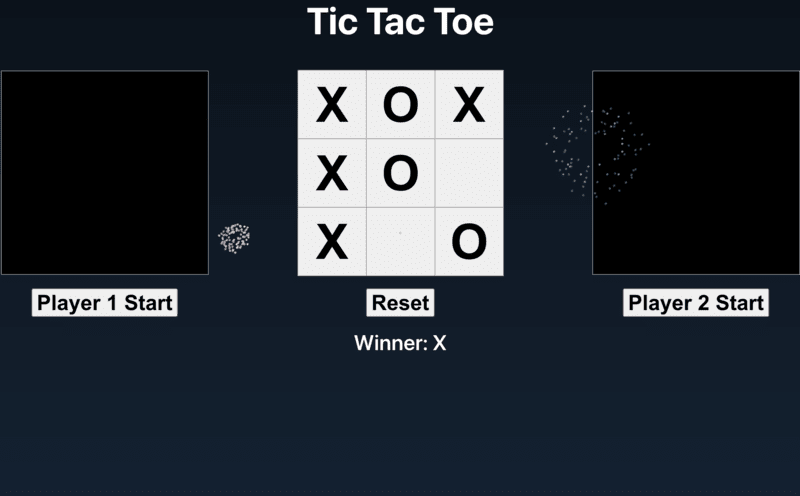 Tic Tac Toe
X O X
X O
X O
Player 1 Start
Reset
Player 2 Start
Winner: X